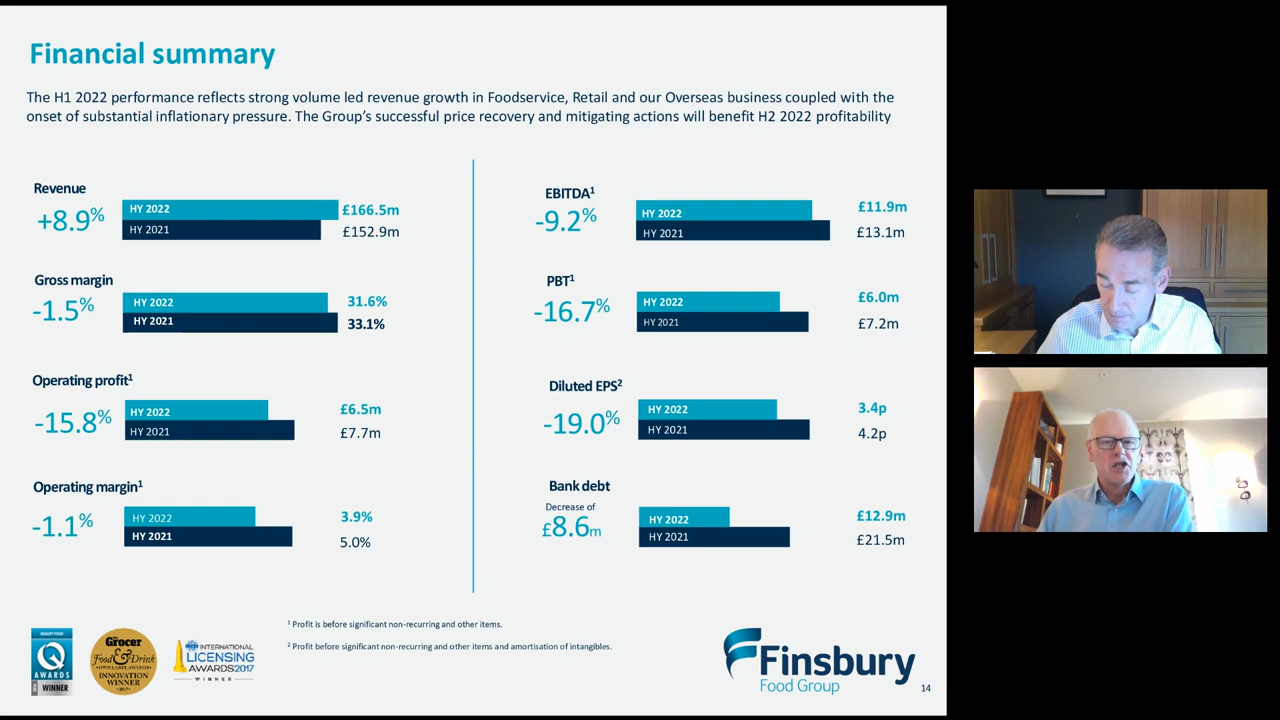 Financial summary
The H1 2022 performance reflects strong volume led revenue growth in Foodservice, Retail and our Overseas business coupled with the
onset of substantial inflationary pressure. The Group's successful price recovery and mitigating actions will benefit H2 2022 profitability
Revenue
+8.9%
HY 2022
£166.5m
HY 2021
£152.9m
Gross margin
-1.5%
HY 2022
31.6%
HY 2021
33.1%
Operating profit¹
-15.8%
HY 2022
£6.5m
HY 2021
£7.7m
Operating margin¹
-1.1%
HY 2022
3.9%
HY 2021
5.0%
EBITDA¹
-9.2%
HY 2022
£11.9m
HY 2021
£13.1m
PBT¹
-16.7%
HY 2022
£6.0m
HY 2021
£7.2m
Diluted EPS²
-19.0%
HY 2022
3.4p
HY 2021
4.2p
Bank debt
Decrease of
£8.6m
HY 2022
£12.9m
HY 2021
£21.5m
¹ Profit is before significant non-recurring and other items.
² Profit before significant non-recurring and other items and amortisation of intangibles.
QUALITY FOOD
Q
AWARDS
WINNER
The Grocer
Food & Drink
OWN LABEL AWARDS
INNOVATION
WINNER
2017
INTERNATIONAL
LICENSING
AWARDS2017
WINNER
Finsbury
Food Group
14